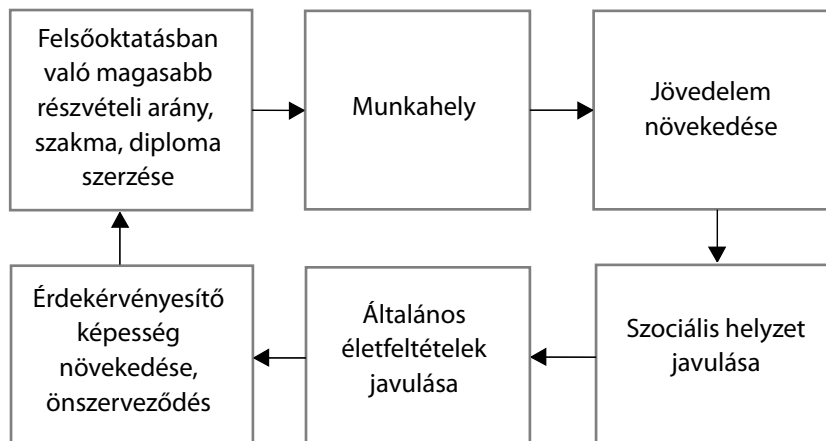 Felsőoktatásban
való magasabb
részvételi arány,
szakma, diploma
szerzése
Munkahely
Jövedelem
növekedése
Szociális helyzet
javulása
Általános
életfeltételek
javulása
Érdekérvényesítő
képesség
növekedése,
önszerveződés